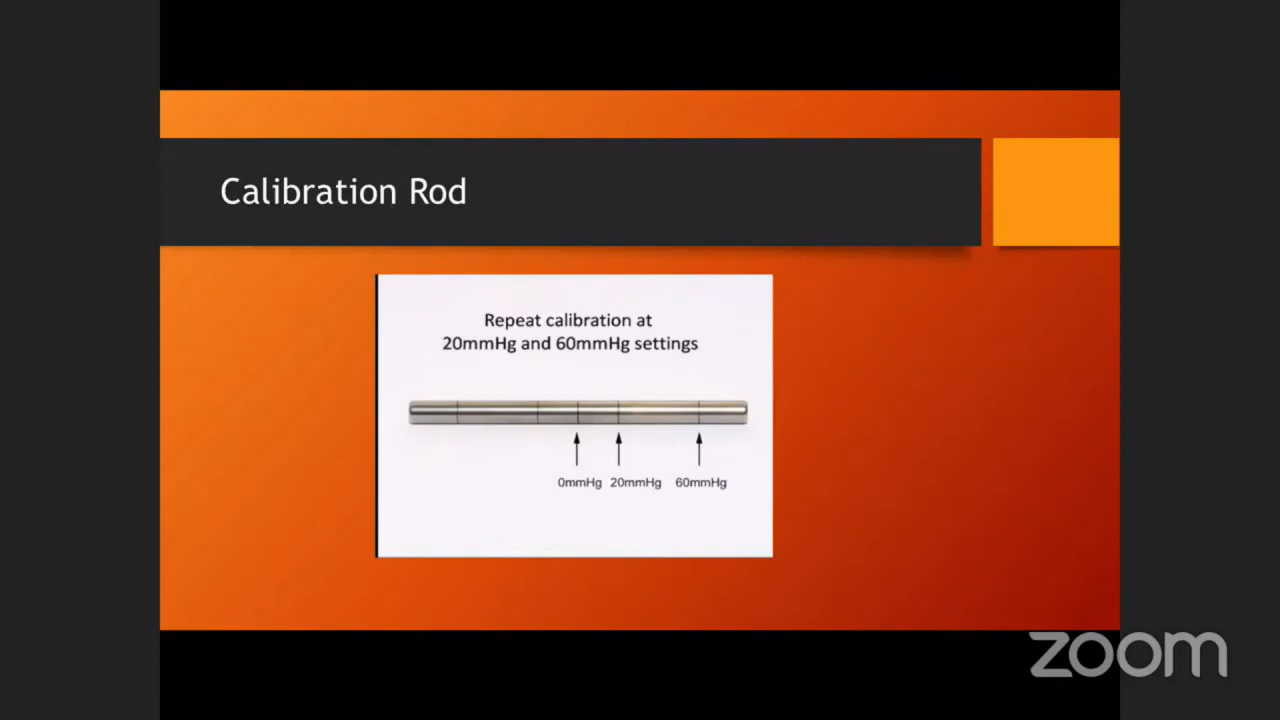 Calibration Rod
Repeat calibration at
20mmHg and 60mmHg settings
0mmHg 20mmHg 60mmHg
zoom